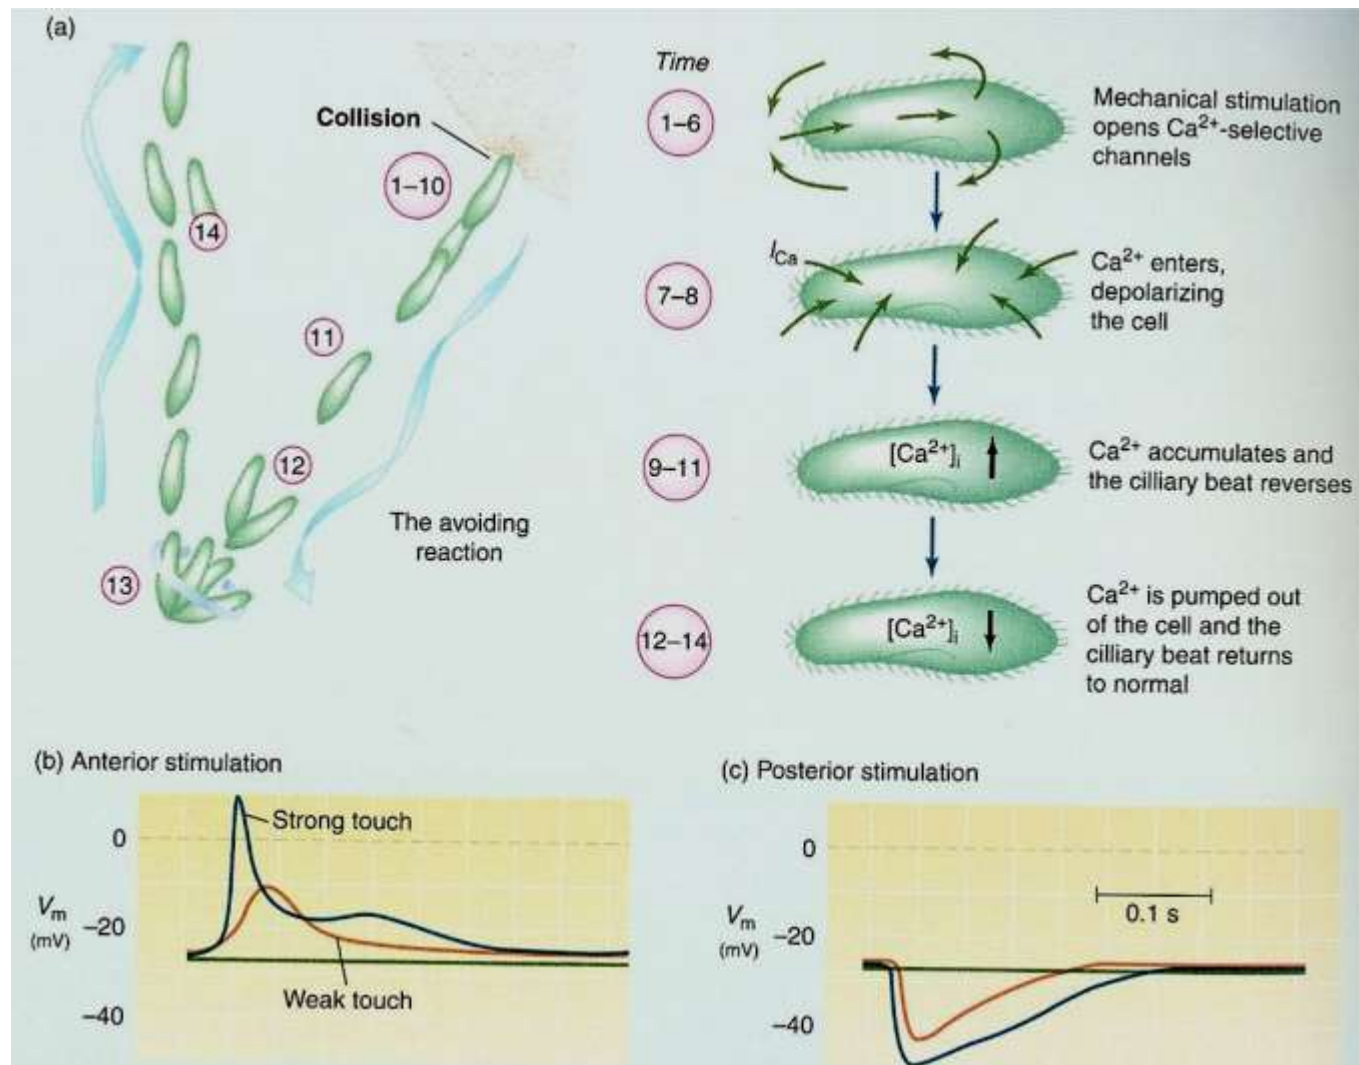 (a)
Collision
1–10
14
11
12
13
The avoiding
reaction
Time
1–6
Mechanical stimulation
opens Ca²⁺-selective
channels
7–8
I_Ca
Ca²⁺ enters,
depolarizing
the cell
9–11
[Ca²⁺]ᵢ
Ca²⁺ accumulates and
the cilliary beat reverses
12–14
[Ca²⁺]ᵢ
Ca²⁺ is pumped out
of the cell and the
cilliary beat returns
to normal
(b) Anterior stimulation
Strong touch
0
Vₘ
(mV)
–20
Weak touch
–40
(c) Posterior stimulation
0
0.1 s
Vₘ
(mV)
–20
–40